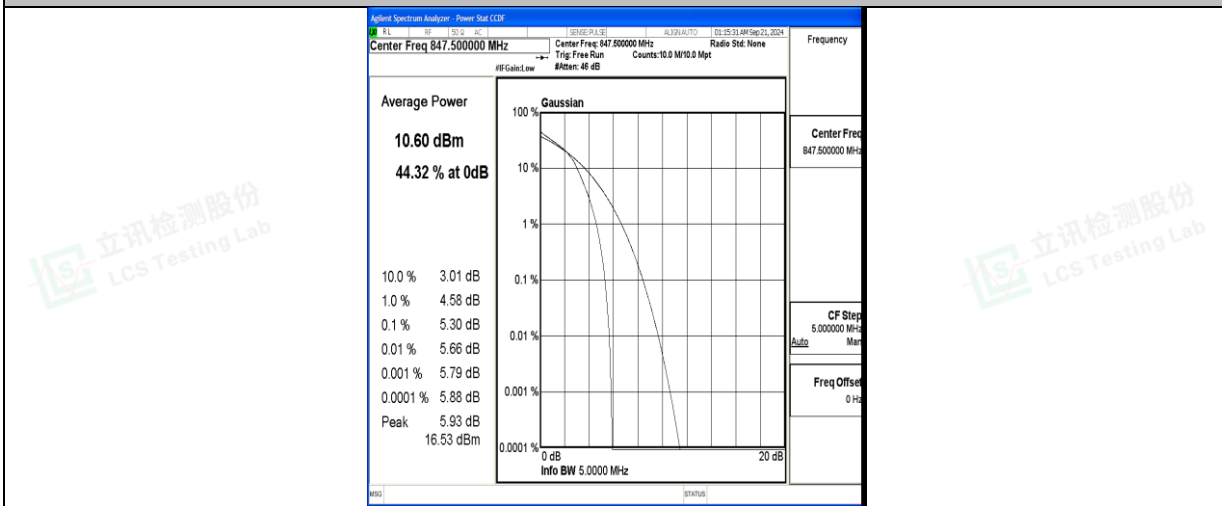 Agilent Spectrum Analyzer - Power Stat CCDF
RL RF 50 Ω AC SENSE:PULSE ALIGN AUTO 01:15:31 AM Sep 21, 2024
Center Freq 847.500000 MHz
Center Freq: 847.500000 MHz Radio Std: None
Trig: Free Run Counts:10.0 M/10.0 Mpt
#IFGain:Low #Atten: 46 dB
Frequency
Average Power
10.60 dBm
44.32 % at 0dB
10.0 % 3.01 dB
1.0 % 4.58 dB
0.1 % 5.30 dB
0.01 % 5.66 dB
0.001 % 5.79 dB
0.0001 % 5.88 dB
Peak 5.93 dB
16.53 dBm
Gaussian
100 %
10 %
1 %
0.1 %
0.01 %
0.001 %
0.0001 %
0 dB 20 dB
Info BW 5.0000 MHz
Center Freq
847.500000 MHz
CF Step
5.000000 MHz
Auto Man
Freq Offset
0 Hz
MSG STATUS
立讯检测股份
LCS Testing Lab
立讯检测股份
LCS Testing Lab